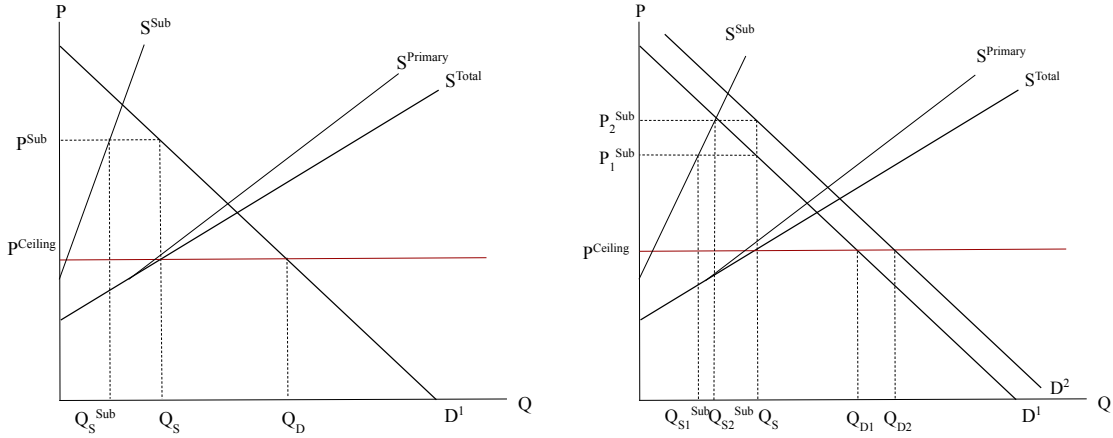 P
S^Sub
S^Primary
S^Total
P^Sub
P^Ceiling
Q_S^Sub
Q_S
Q_D
D^1
Q
P
S^Sub
S^Primary
S^Total
P_2^Sub
P_1^Sub
P^Ceiling
Q_S1^Sub
Q_S2^Sub
Q_S
Q_D1
Q_D2
D^2
D^1
Q